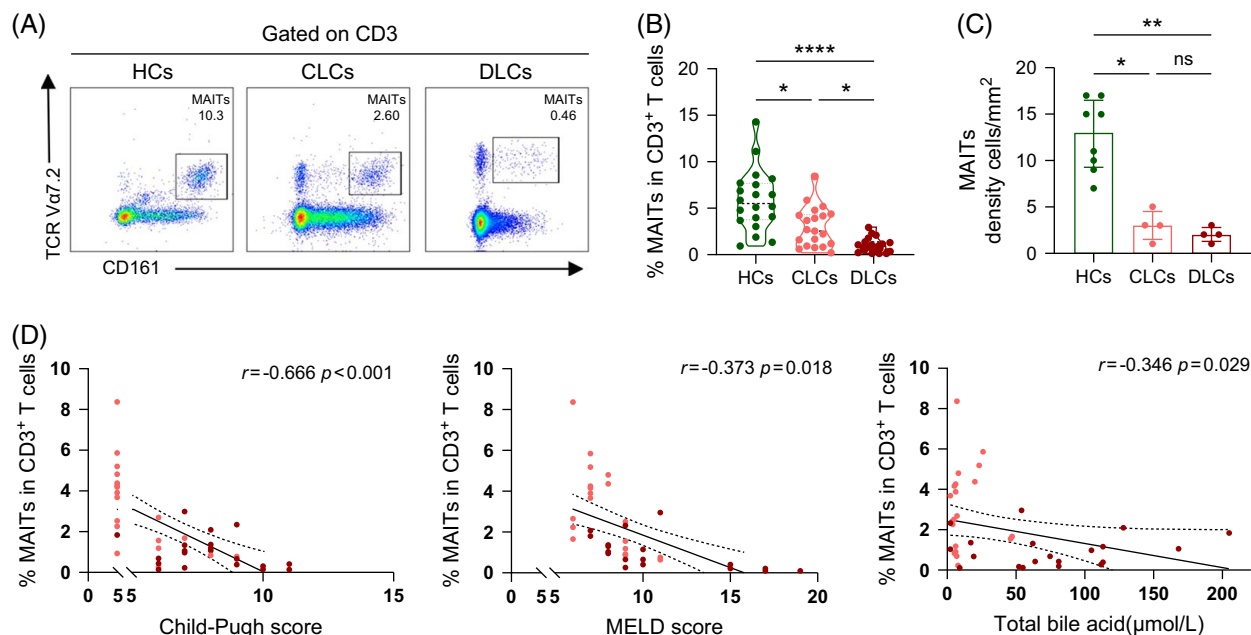 (A)
Gated on CD3
HCs CLCs DLCs
MAITs
10.3
MAITs
2.60
MAITs
0.46
TCR Vα7.2
CD161
(B)
****
* *
20
15
10
5
0
% MAITs in CD3⁺ T cells
HCs CLCs DLCs
(C)
**
* ns
20
15
10
5
0
MAITs
density cells/mm²
HCs CLCs DLCs
(D)
r=-0.666 p<0.001
10
8
6
4
2
0
% MAITs in CD3⁺ T cells
0 5 5 10 15
Child-Pugh score
r=-0.373 p=0.018
10
8
6
4
2
0
% MAITs in CD3⁺ T cells
0 5 5 10 15 20
MELD score
r=-0.346 p=0.029
10
8
6
4
2
0
% MAITs in CD3⁺ T cells
0 50 100 150 200
Total bile acid(μmol/L)